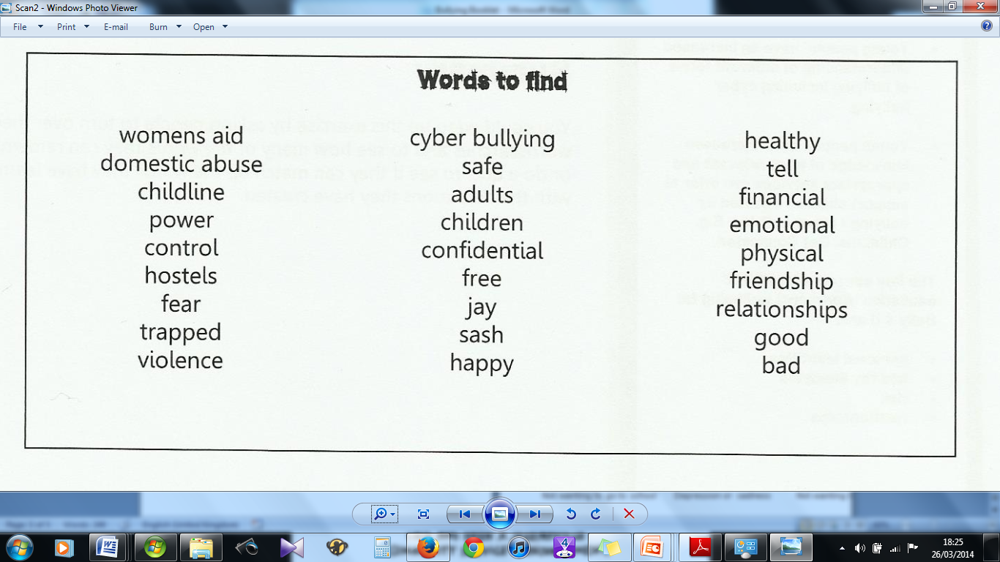 Scan2 - Windows Photo Viewer
File Print E-mail Burn Open
Words to find
womens aid
domestic abuse
childline
power
control
hostels
fear
trapped
violence
cyber bullying
safe
adults
children
confidential
free
jay
sash
happy
healthy
tell
financial
emotional
physical
friendship
relationships
good
bad
18:25
26/03/2014